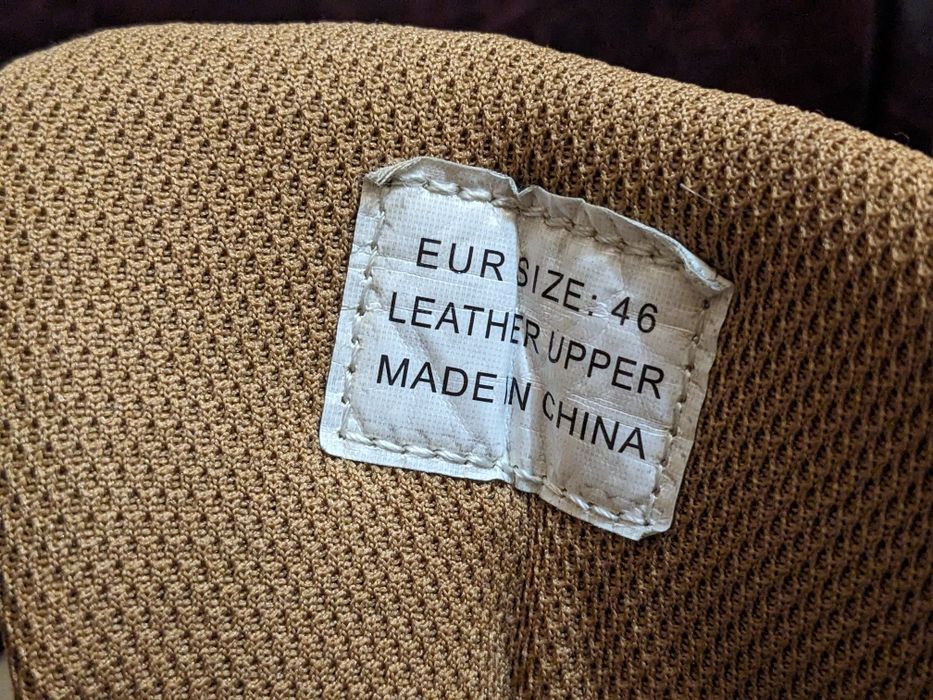 EUR SIZE: 46
LEATHER UPPER
MADE IN CHINA